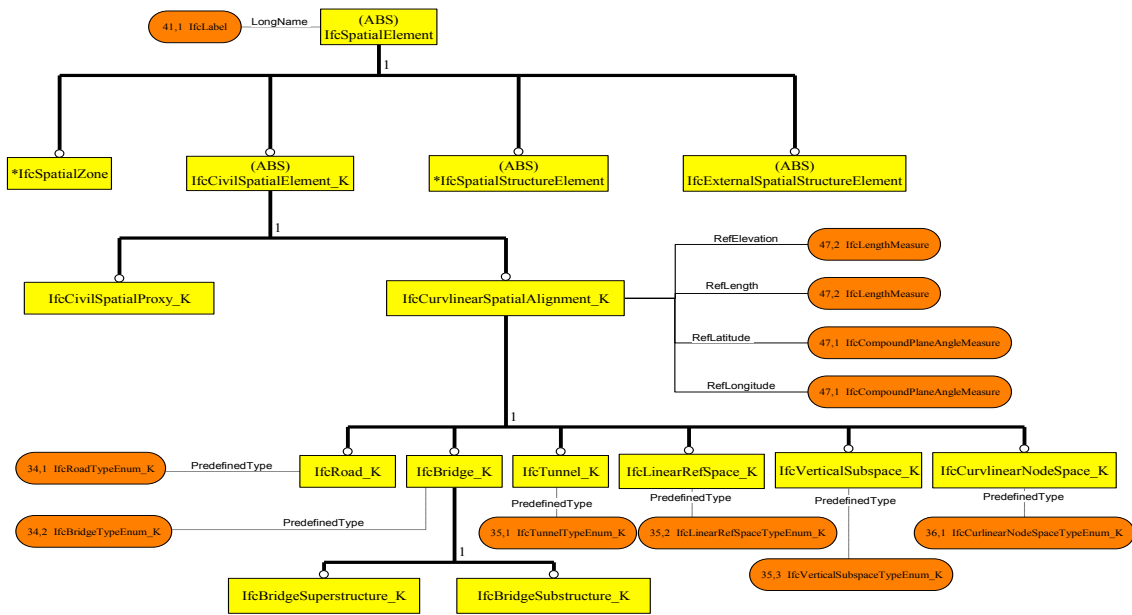 41,1 IfcLabel
LongName
(ABS)
IfcSpatialElement
1
*IfcSpatialZone
(ABS)
IfcCivilSpatialElement_K
(ABS)
*IfcSpatialStructureElement
(ABS)
IfcExternalSpatialStructureElement
1
IfcCivilSpatialProxy_K
IfcCurvlinearSpatialAlignment_K
RefElevation
47,2 IfcLengthMeasure
RefLength
47,2 IfcLengthMeasure
RefLatitude
47,1 IfcCompoundPlaneAngleMeasure
RefLongitude
47,1 IfcCompoundPlaneAngleMeasure
1
34,1 IfcRoadTypeEnum_K
PredefinedType
IfcRoad_K
IfcBridge_K
IfcTunnel_K
IfcLinearRefSpace_K
IfcVerticalSubspace_K
IfcCurvlinearNodeSpace_K
34,2 IfcBridgeTypeEnum_K
PredefinedType
PredefinedType
PredefinedType
PredefinedType
PredefinedType
35,1 IfcTunnelTypeEnum_K
35,2 IfcLinearRefSpaceTypeEnum_K
36,1 IfcCurlinearNodeSpaceTypeEnum_K
1
35,3 IfcVerticalSubspaceTypeEnum_K
IfcBridgeSuperstructure_K
IfcBridgeSubstructure_K